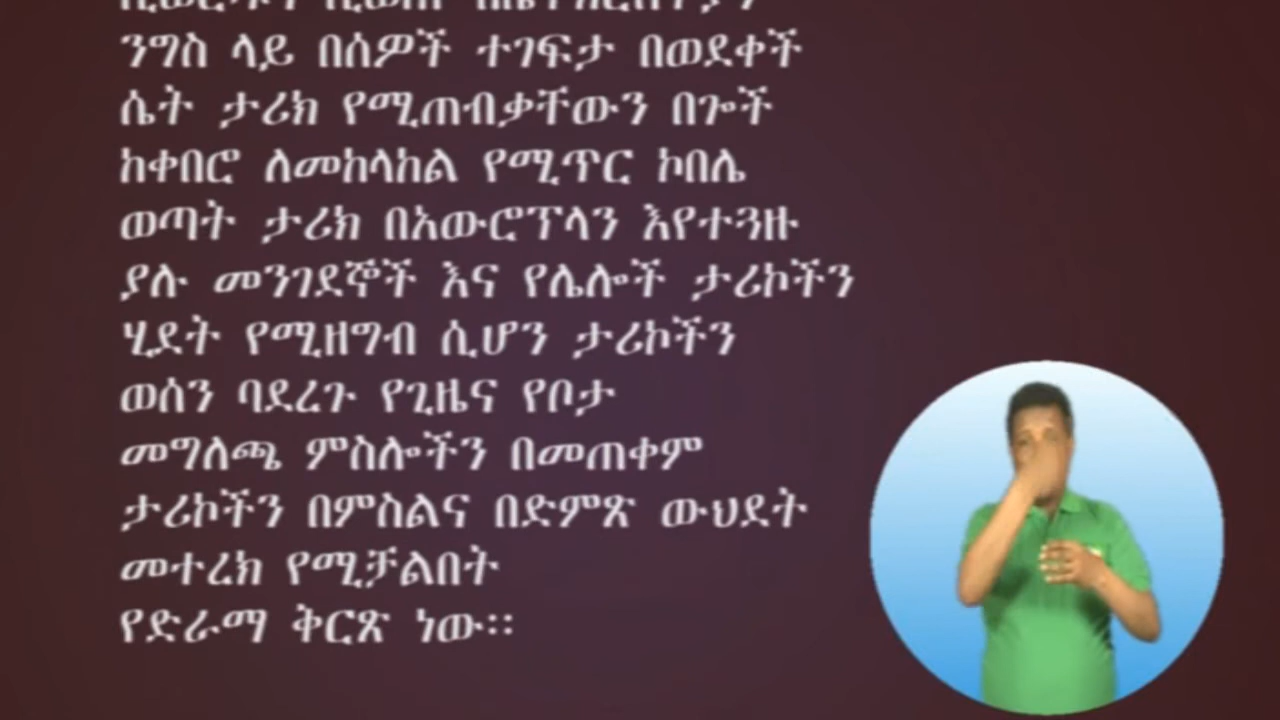 ንግስ ላይ በሰዎች ተገፍታ በወደቀች
ሴት ታሪክ የሚጠብቃቸውን በጎች
ከቀበሮ ለመከላከል የሚጥር ኮበሌ
ወጣት ታሪክ በአውሮፕላን እየተጓዙ
ያሉ መንገደኞች እና የሌሎች ታሪኮችን
ሂደት የሚዘግብ ሲሆን ታሪኮችን
ወሰን ባደረጉ የጊዜና የቦታ
መግለጫ ምስሎችን በመጠቀም
ታሪኮችን በምስልና በድምጽ ውህደት
መተረክ የሚቻልበት
የድራማ ቅርጽ ነው፡፡